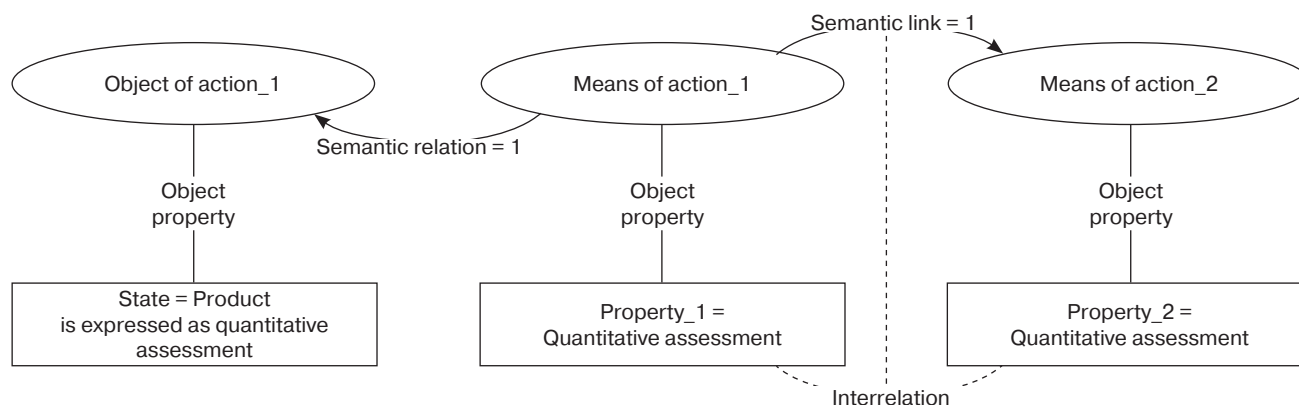 Semantic link = 1
Object of action_1
Means of action_1
Means of action_2
Semantic relation = 1
Object
property
Object
property
Object
property
State = Product
is expressed as quantitative
assessment
Property_1 =
Quantitative assessment
Property_2 =
Quantitative assessment
Interrelation